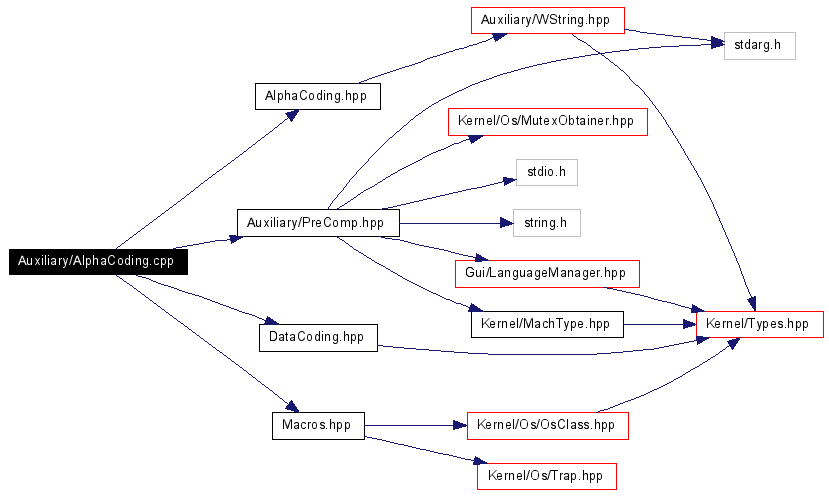 Auxiliary/WString.hpp
stdarg.h
AlphaCoding.hpp
Kernel/Os/MutexObtainer.hpp
stdio.h
Auxiliary/PreComp.hpp
string.h
Auxiliary/AlphaCoding.cpp
Gui/LanguageManager.hpp
Kernel/MachType.hpp
Kernel/Types.hpp
DataCoding.hpp
Macros.hpp
Kernel/Os/OsClass.hpp
Kernel/Os/Trap.hpp